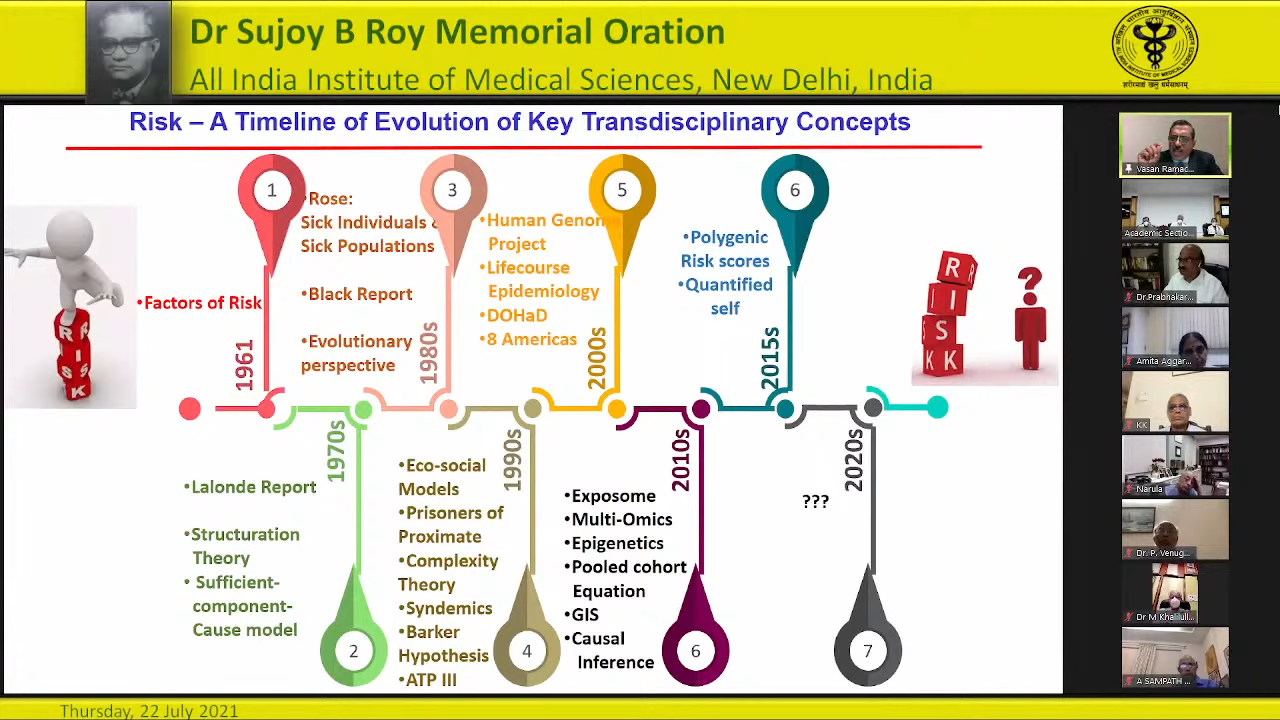 Dr Sujoy B Roy Memorial Oration
All India Institute of Medical Sciences, New Delhi, India
Risk – A Timeline of Evolution of Key Transdisciplinary Concepts
1
3
5
6
•Rose:
Sick Individuals &
Sick Populations
•Black Report
•Evolutionary
perspective
•Human Genome
Project
•Lifecourse
Epidemiology
•DOHaD
•8 Americas
•Polygenic
Risk scores
•Quantified
self
•Factors of Risk
1961
1980s
2000s
2015s
R
I
S
K
R
I
S
K K
?
1970s
1990s
2010s
2020s
•Lalonde Report
•Structuration
Theory
• Sufficient-
component-
Cause model
•Eco-social
Models
•Prisoners of
Proximate
•Complexity
Theory
•Syndemics
•Barker
Hypothesis
•ATP III
•Exposome
•Multi-Omics
•Epigenetics
•Pooled cohort
Equation
•GIS
•Causal
Inference
???
2
4
6
7
Vasan Ramac...
Academic Sectio...
Dr.Prabhakar...
Amita Aggar...
KK
Narula
Dr. P. Venug...
Dr M Khalilull...
A SAMPATH ...
Thursday, 22 July 2021